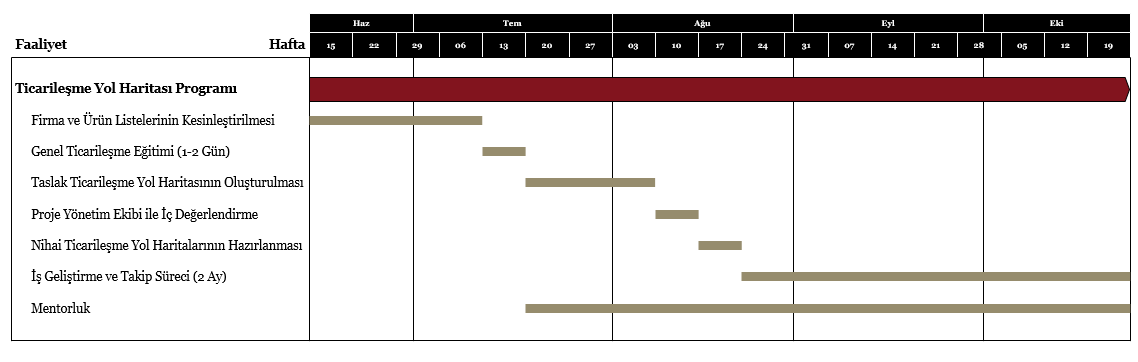 Haz Tem Ağu Eyl Eki
Faaliyet Hafta 15 22 29 06 13 20 27 03 10 17 24 31 07 14 21 28 05 12 19
Ticarileşme Yol Haritası Programı
Firma ve Ürün Listelerinin Kesinleştirilmesi
Genel Ticarileşme Eğitimi (1-2 Gün)
Taslak Ticarileşme Yol Haritasının Oluşturulması
Proje Yönetim Ekibi ile İç Değerlendirme
Nihai Ticarileşme Yol Haritalarının Hazırlanması
İş Geliştirme ve Takip Süreci (2 Ay)
Mentorluk